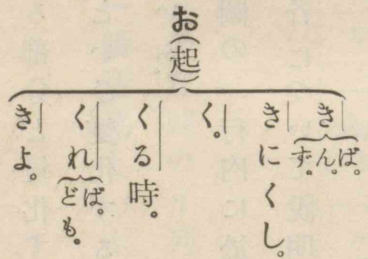 お(起)
き ず。 ん。 ば。
きにくし。
く。
くる時。
くれ ば。 ども。
きよ。